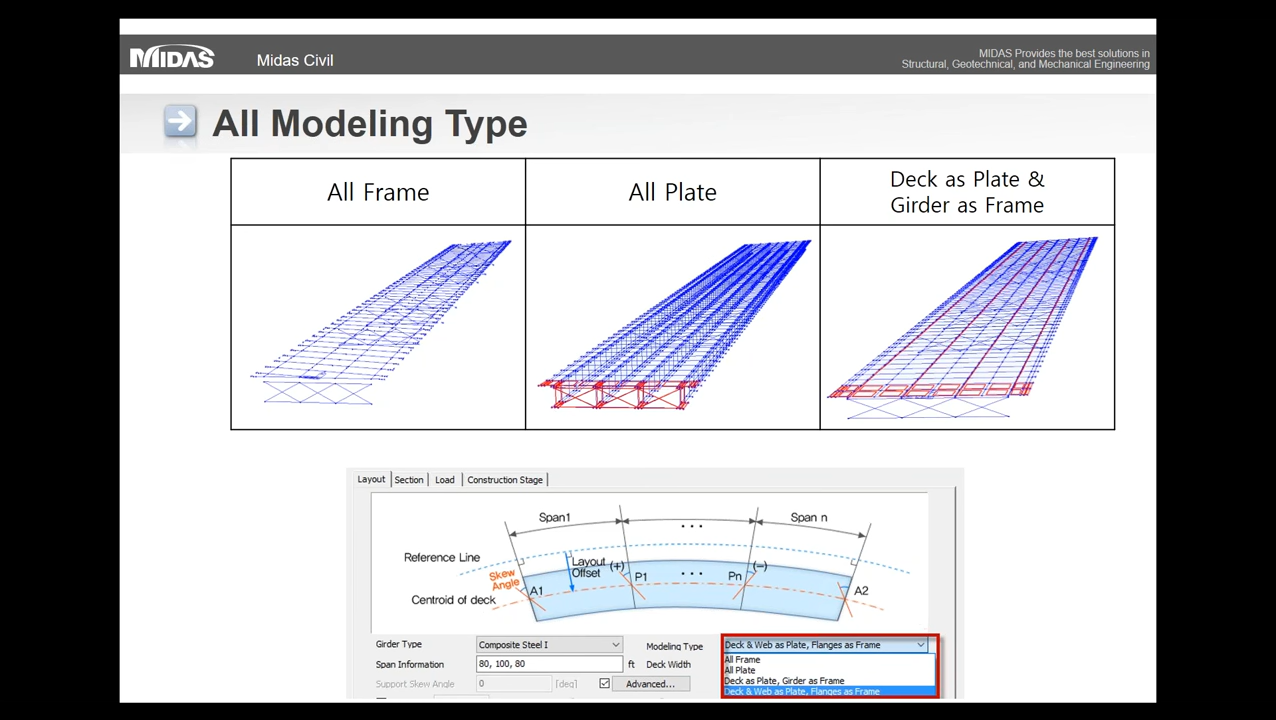 MIDAS
Midas Civil
MIDAS Provides the best solutions in
Structural, Geotechnical, and Mechanical Engineering
All Modeling Type
All Frame
All Plate
Deck as Plate &
Girder as Frame
Layout
Section
Load
Construction Stage
Span1
• • •
Span n
Reference Line
Layout
Offset
(+)
• • •
(–)
Skew
Angle
A1
P1
Pn
A2
Centroid of deck
Girder Type
Composite Steel I
Modeling Type
Deck & Web as Plate, Flanges as Frame
All Frame
All Plate
Deck as Plate, Girder as Frame
Deck & Web as Plate, Flanges as Frame
Span Information
80, 100, 80
ft
Deck Width
Support Skew Angle
0
[deg]
Advanced...